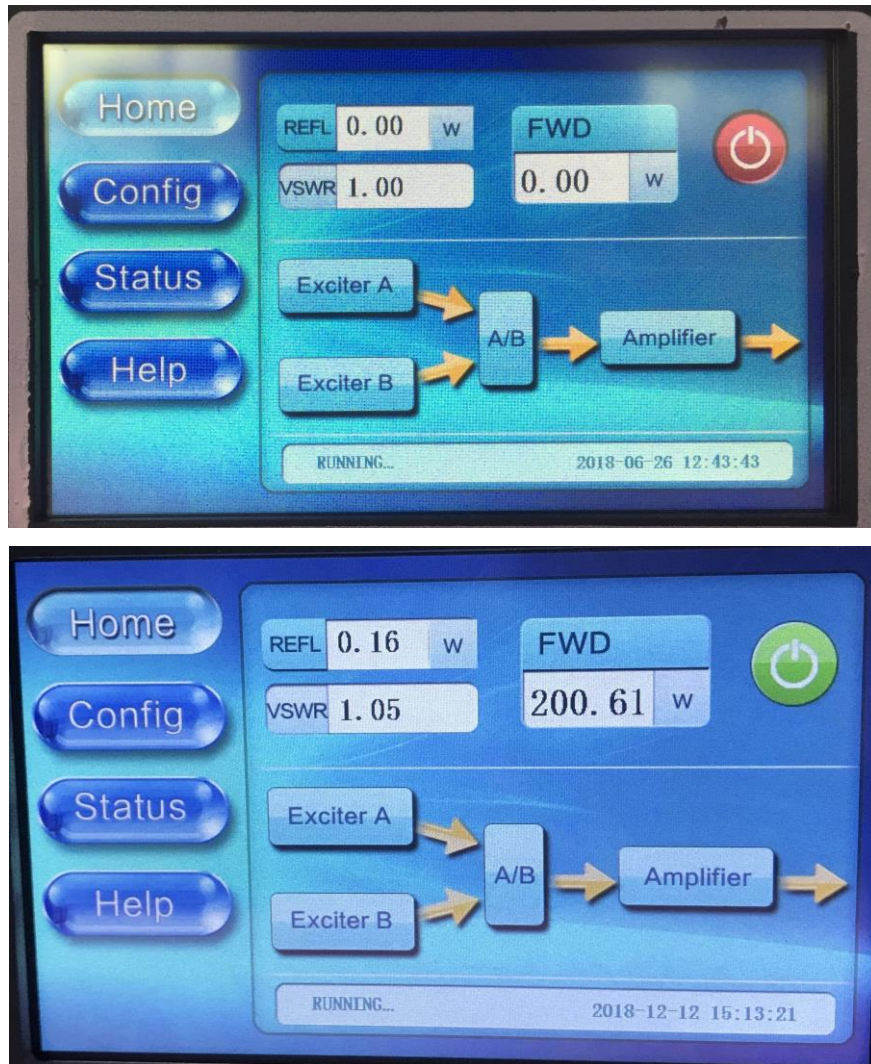 Home
REFL 0.00 W
FWD
Config
VSWR 1.00
0.00 W
Status
Exciter A
A/B
Amplifier
Help
Exciter B
RUNNING...
2018-06-26 12:43:43
Home
REFL 0.16 W
FWD
Config
VSWR 1.05
200.61 W
Status
Exciter A
A/B
Amplifier
Help
Exciter B
RUNNING...
2018-12-12 15:13:21